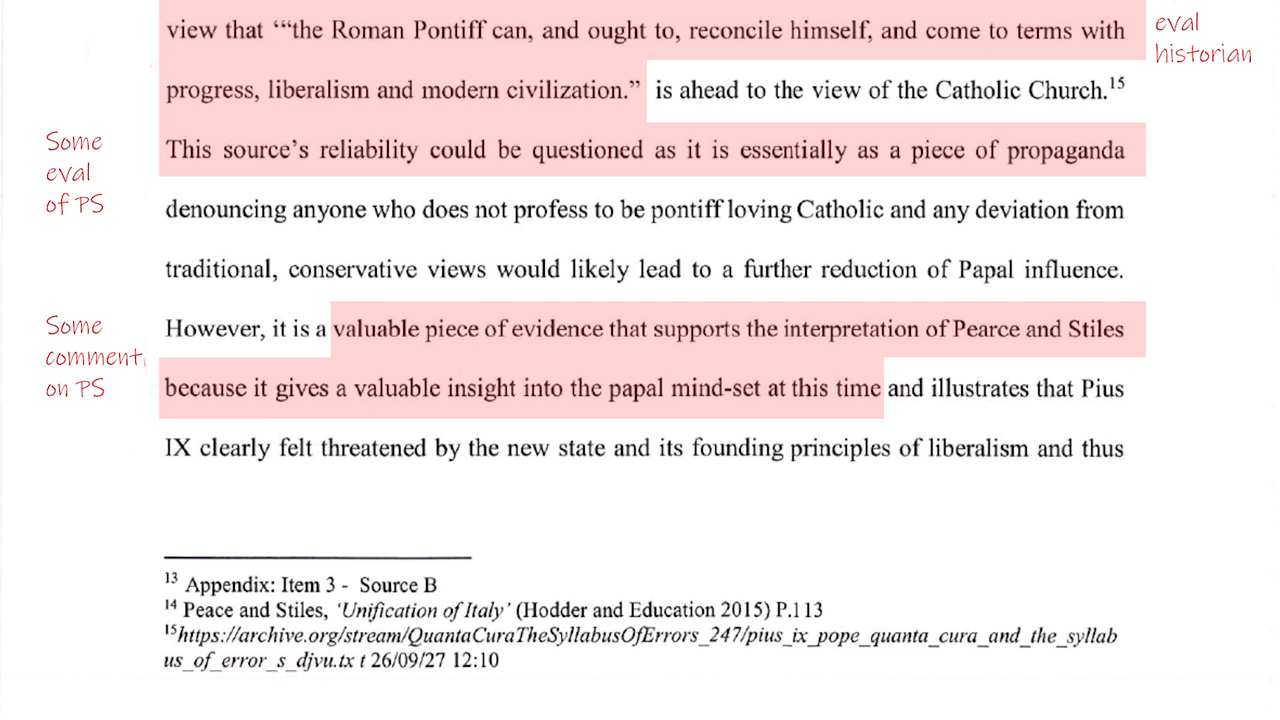 view that “‘“the Roman Pontiff can, and ought to, reconcile himself, and come to terms with
progress, liberalism and modern civilization.” is ahead to the view of the Catholic Church.15
This source’s reliability could be questioned as it is essentially as a piece of propaganda
denouncing anyone who does not profess to be pontiff loving Catholic and any deviation from
traditional, conservative views would likely lead to a further reduction of Papal influence.
However, it is a valuable piece of evidence that supports the interpretation of Pearce and Stiles
because it gives a valuable insight into the papal mind-set at this time and illustrates that Pius
IX clearly felt threatened by the new state and its founding principles of liberalism and thus
eval
historian
Some
eval
of PS
Some
comment
on PS
13 Appendix: Item 3 - Source B
14 Peace and Stiles, ‘Unification of Italy’ (Hodder and Education 2015) P.113
15https://archive.org/stream/QuantaCuraTheSyllabusOfErrors_247/pius_ix_pope_quanta_cura_and_the_syllab
us_of_error_s_djvu.tx t 26/09/27 12:10